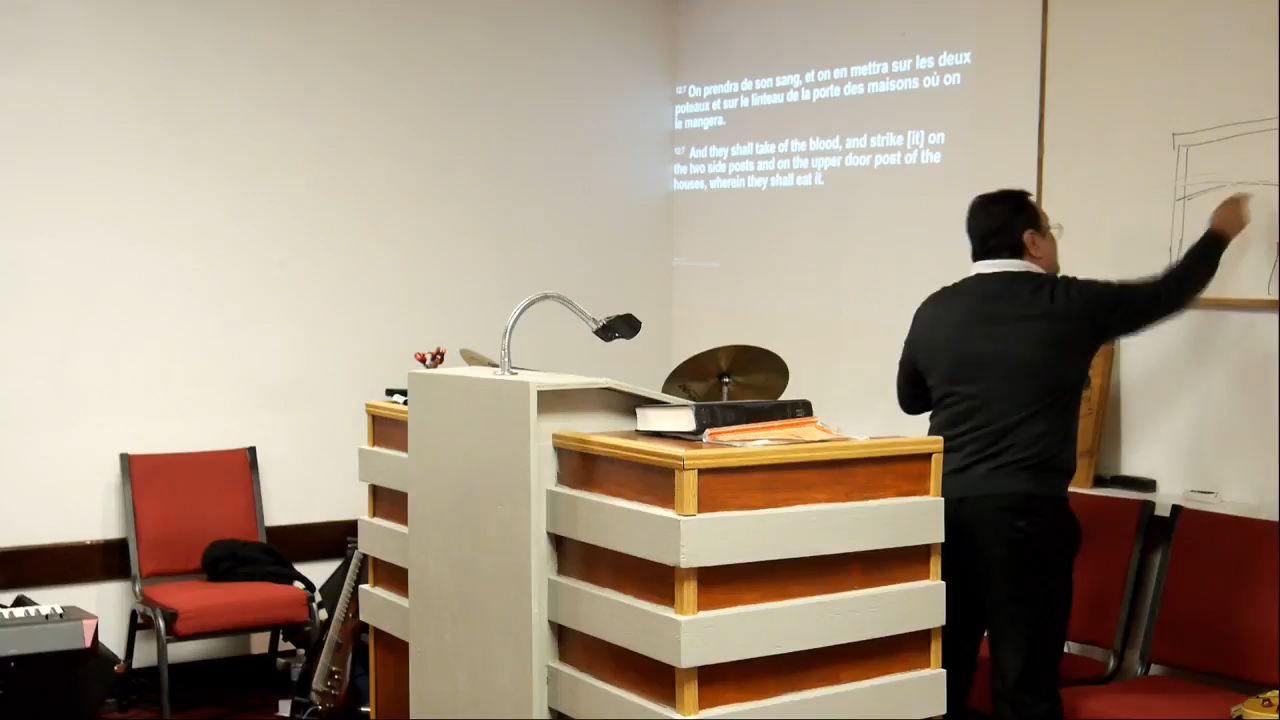 12:7 On prendra de son sang, et on en mettra sur les deux
poteaux et sur le linteau de la porte des maisons où on
le mangera.
12:7 And they shall take of the blood, and strike [it] on
the two side posts and on the upper door post of the
houses, wherein they shall eat it.